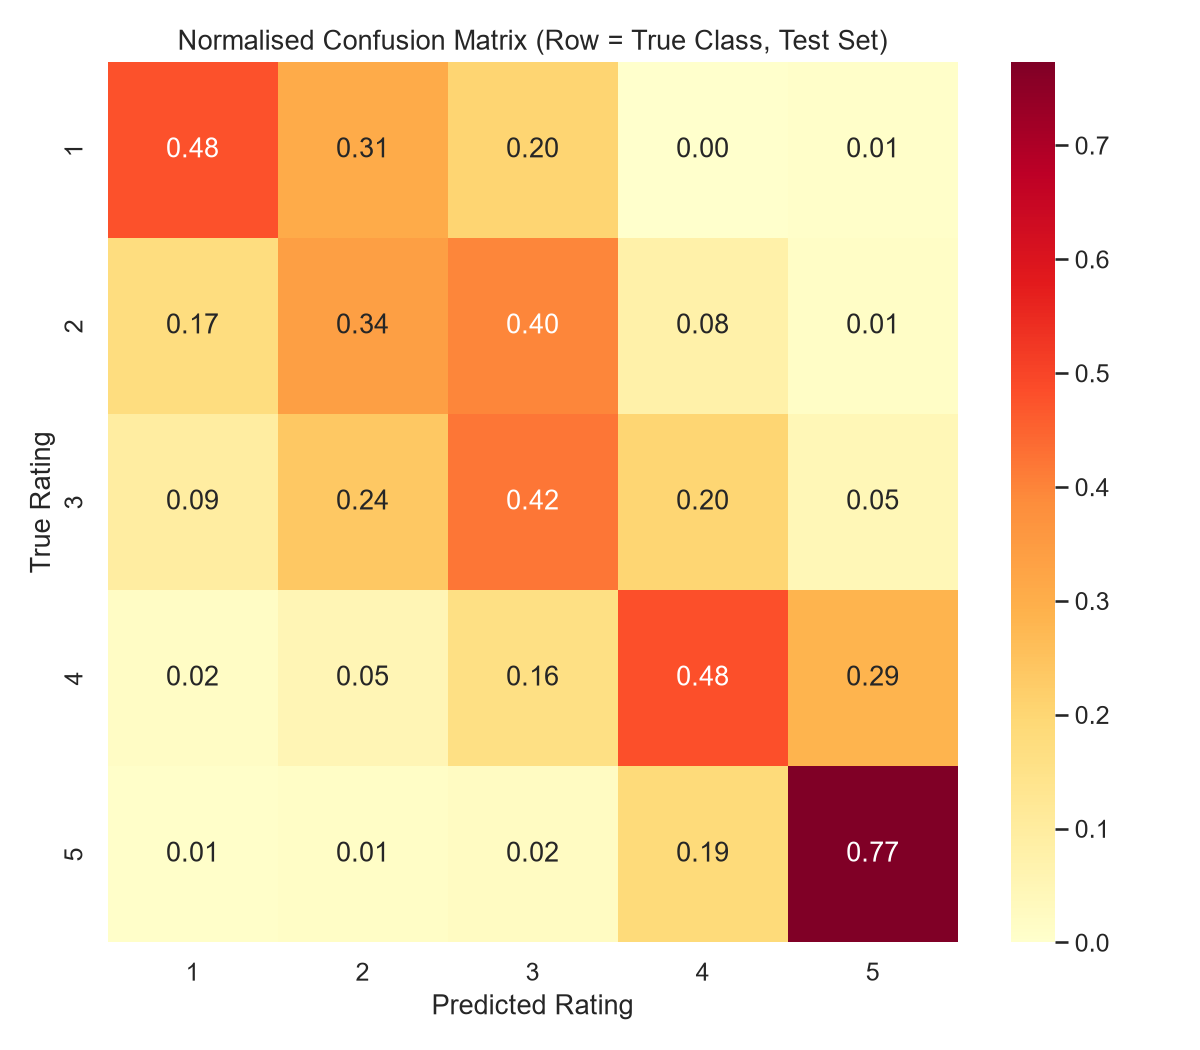 Normalised Confusion Matrix (Row = True Class, Test Set)
1 0.48 0.31 0.20 0.00 0.01
2 0.17 0.34 0.40 0.08 0.01
3 0.09 0.24 0.42 0.20 0.05
4 0.02 0.05 0.16 0.48 0.29
5 0.01 0.01 0.02 0.19 0.77
1 2 3 4 5
Predicted Rating
True Rating
0.7
0.6
0.5
0.4
0.3
0.2
0.1
0.0